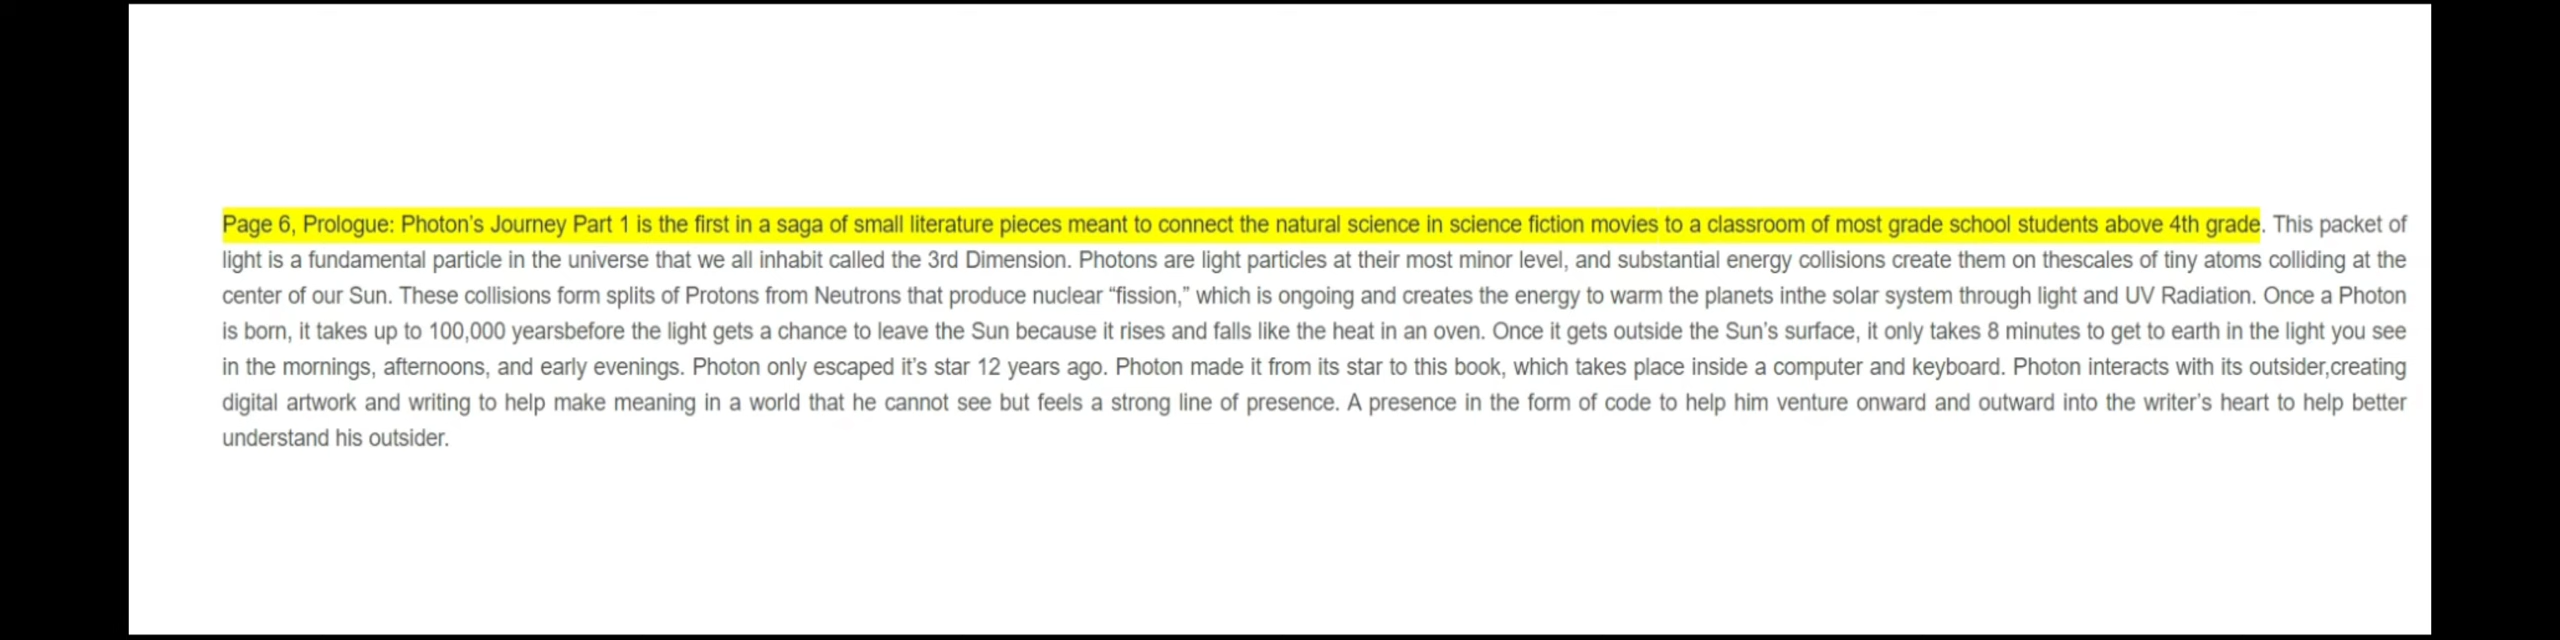 Page 6, Prologue: Photon’s Journey Part 1 is the first in a saga of small literature pieces meant to connect the natural science in science fiction movies to a classroom of most grade school students above 4th grade. This packet of
light is a fundamental particle in the universe that we all inhabit called the 3rd Dimension. Photons are light particles at their most minor level, and substantial energy collisions create them on thescales of tiny atoms colliding at the
center of our Sun. These collisions form splits of Protons from Neutrons that produce nuclear “fission,” which is ongoing and creates the energy to warm the planets inthe solar system through light and UV Radiation. Once a Photon
is born, it takes up to 100,000 yearsbefore the light gets a chance to leave the Sun because it rises and falls like the heat in an oven. Once it gets outside the Sun’s surface, it only takes 8 minutes to get to earth in the light you see
in the mornings, afternoons, and early evenings. Photon only escaped it’s star 12 years ago. Photon made it from its star to this book, which takes place inside a computer and keyboard. Photon interacts with its outsider,creating
digital artwork and writing to help make meaning in a world that he cannot see but feels a strong line of presence. A presence in the form of code to help him venture onward and outward into the writer’s heart to help better
understand his outsider.